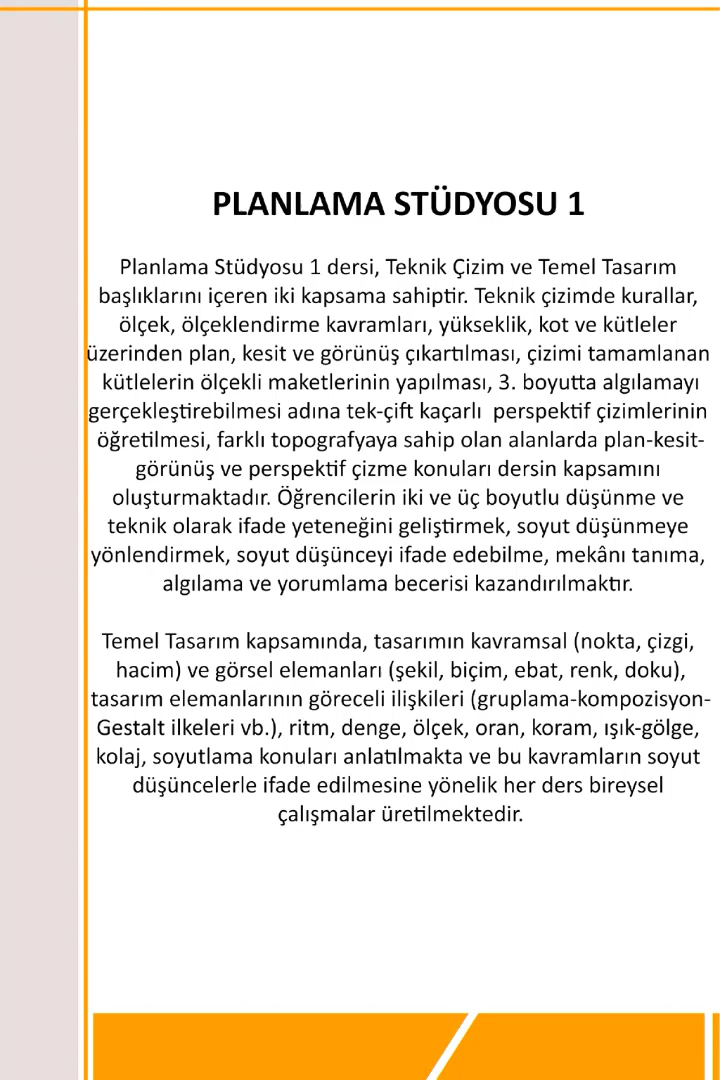 PLANLAMA STÜDYOSU 1
Planlama Stüdyosu 1 dersi, Teknik Çizim ve Temel Tasarım
başlıklarını içeren iki kapsama sahiptir. Teknik çizimde kurallar,
ölçek, ölçeklendirme kavramları, yükseklik, kot ve kütleler
üzerinden plan, kesit ve görünüş çıkartılması, çizimi tamamlanan
kütlelerin ölçekli maketlerinin yapılması, 3. boyutta algılamayı
gerçekleştirebilmesi adına tek-çift kaçarlı  perspektif çizimlerinin
öğretilmesi, farklı topografyaya sahip olan alanlarda plan-kesit-
görünüş ve perspektif çizme konuları dersin kapsamını
oluşturmaktadır. Öğrencilerin iki ve üç boyutlu düşünme ve
teknik olarak ifade yeteneğini geliştirmek, soyut düşünmeye
yönlendirmek, soyut düşünceyi ifade edebilme, mekânı tanıma,
algılama ve yorumlama becerisi kazandırılmaktır.
Temel Tasarım kapsamında, tasarımın kavramsal (nokta, çizgi,
hacim) ve görsel elemanları (şekil, biçim, ebat, renk, doku),
tasarım elemanlarının göreceli ilişkileri (gruplama-kompozisyon-
Gestalt ilkeleri vb.), ritm, denge, ölçek, oran, koram, ışık-gölge,
kolaj, soyutlama konuları anlatılmakta ve bu kavramların soyut
düşüncelerle ifade edilmesine yönelik her ders bireysel
çalışmalar üretilmektedir.